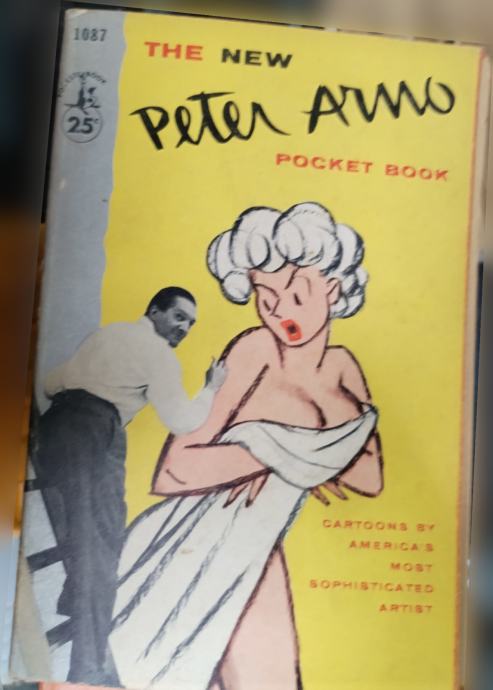 1087
THE NEW
Peter Arno
POCKET BOOK
25¢
CARTOONS BY
AMERICA'S
MOST
SOPHISTICATED
ARTIST